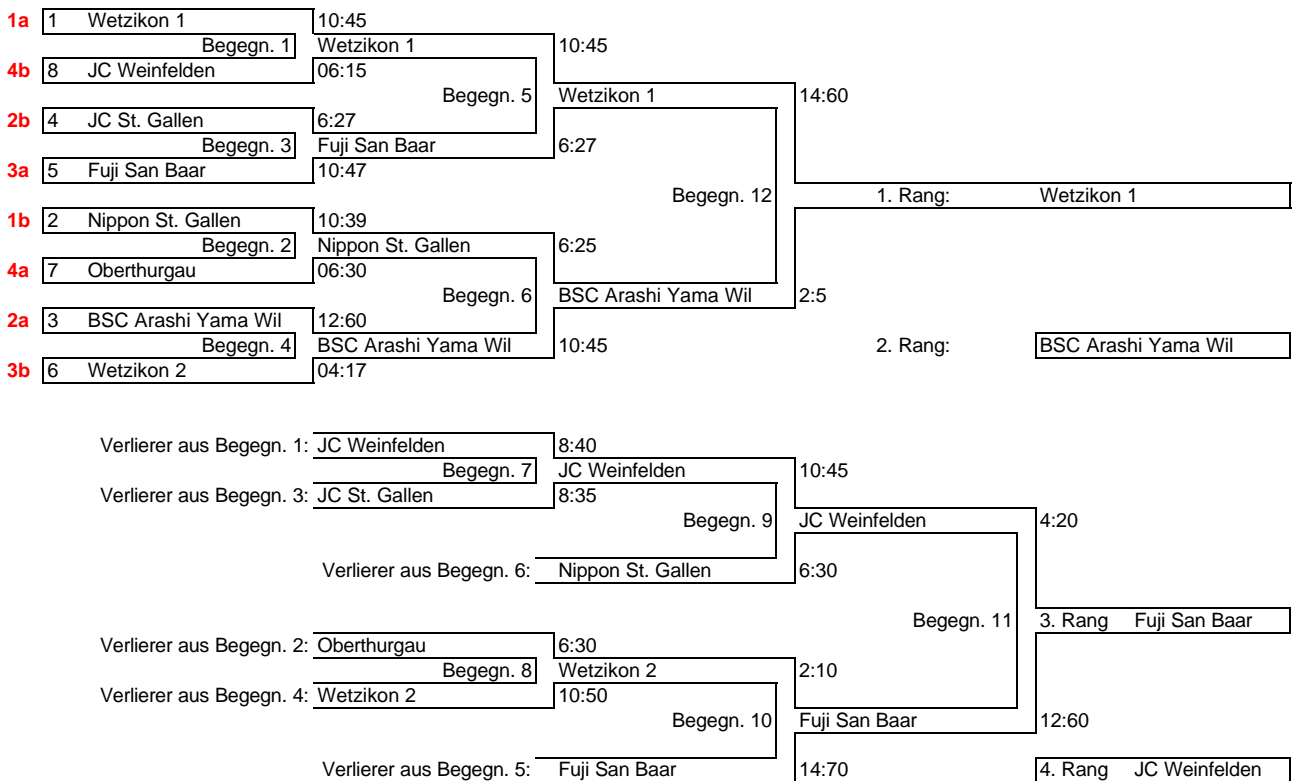 1a 1 Wetzikon 1 10:45
Begegn. 1 Wetzikon 1 10:45
4b 8 JC Weinfelden 06:15
Begegn. 5 Wetzikon 1 14:60
2b 4 JC St. Gallen 6:27
Begegn. 3 Fuji San Baar 6:27
3a 5 Fuji San Baar 10:47
Begegn. 12 1. Rang: Wetzikon 1
1b 2 Nippon St. Gallen 10:39
Begegn. 2 Nippon St. Gallen 6:25
4a 7 Oberthurgau 06:30
Begegn. 6 BSC Arashi Yama Wil 2:5
2a 3 BSC Arashi Yama Wil 12:60
Begegn. 4 BSC Arashi Yama Wil 10:45 2. Rang: BSC Arashi Yama Wil
3b 6 Wetzikon 2 04:17
Verlierer aus Begegn. 1: JC Weinfelden 8:40
Begegn. 7 JC Weinfelden 10:45
Verlierer aus Begegn. 3: JC St. Gallen 8:35
Begegn. 9 JC Weinfelden 4:20
Verlierer aus Begegn. 6: Nippon St. Gallen 6:30
Begegn. 11 3. Rang Fuji San Baar
Verlierer aus Begegn. 2: Oberthurgau 6:30
Begegn. 8 Wetzikon 2 2:10
Verlierer aus Begegn. 4: Wetzikon 2 10:50
Begegn. 10 Fuji San Baar 12:60
Verlierer aus Begegn. 5: Fuji San Baar 14:70 4. Rang JC Weinfelden